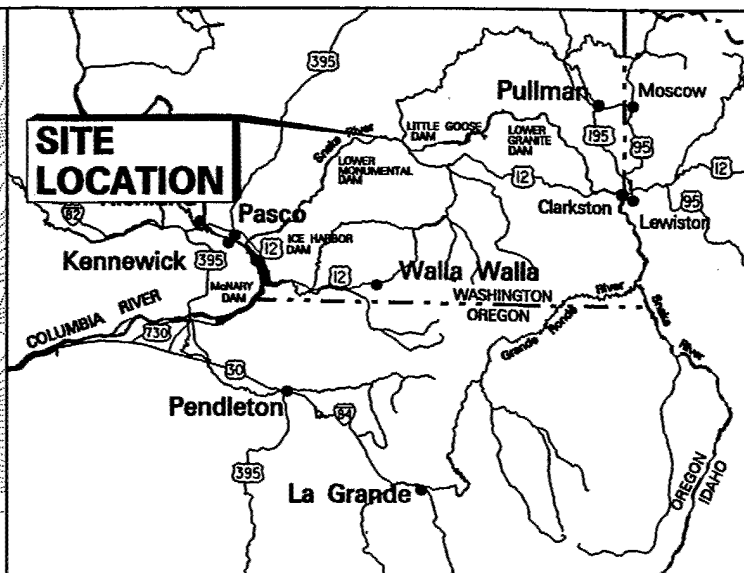 395
Pullman
Moscow
SITE
LOCATION
Snake River
LITTLE GOOSE
DAM
LOWER
GRANITE
DAM
195
95
LOWER
MONUMENTAL
DAM
12
12
82
Pasco
Clarkston
95
Lewiston
Kennewick
395
12
ICE HARBOR
DAM
McNARY
DAM
12
Walla Walla
WASHINGTON
OREGON
COLUMBIA RIVER
730
Grande Ronde River
Snake River
30
Pendleton
84
395
La Grande
OREGON
IDAHO